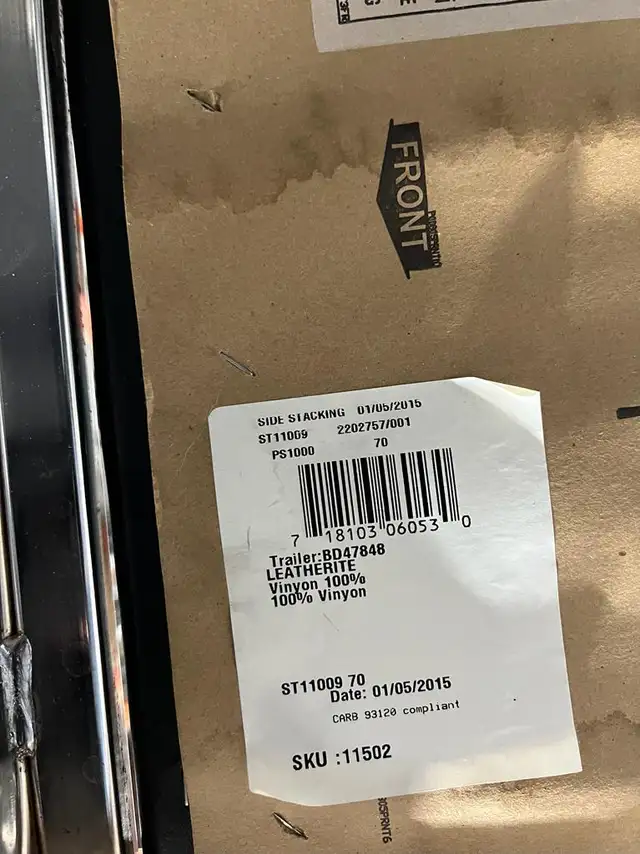 FRONT
SIDE STACKING 01/05/2015
ST11009 2202757/001
PS1000 70
7 18103 06053 0
Trailer:BD47848
LEATHERITE
Vinyon 100%
100% Vinyon
ST11009 70
Date: 01/05/2015
CARB 93120 compliant
SKU :11502